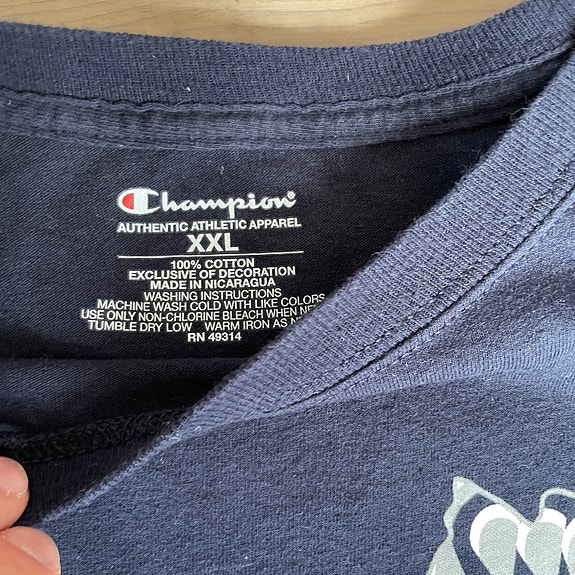 Champion®
AUTHENTIC ATHLETIC APPAREL
XXL
100% COTTON
EXCLUSIVE OF DECORATION
MADE IN NICARAGUA
WASHING INSTRUCTIONS
MACHINE WASH COLD WITH LIKE COLORS
USE ONLY NON-CHLORINE BLEACH WHEN
TUMBLE DRY LOW WARM IRON AS
RN 49314